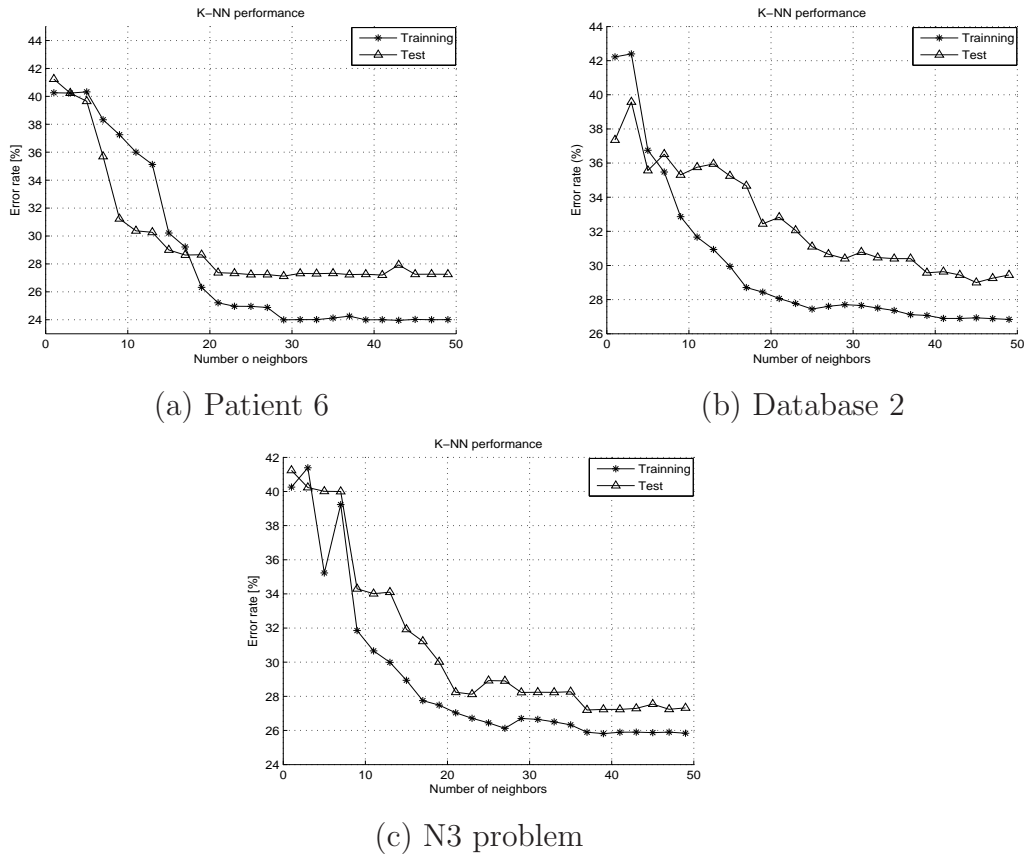 K−NN performance
44
42
40
38
36
34
32
30
28
26
24
0
10
20
30
40
50
Error rate [%]
Number o neighbors
Trainning
Test
(a) Patient 6
K−NN performance
44
42
40
38
36
34
32
30
28
26
0
10
20
30
40
50
Error rate (%)
Number of neighbors
Trainning
Test
(b) Database 2
K−NN performance
42
40
38
36
34
32
30
28
26
24
0
10
20
30
40
50
Error rate [%]
Number of neighbors
Trainning
Test
(c) N3 problem